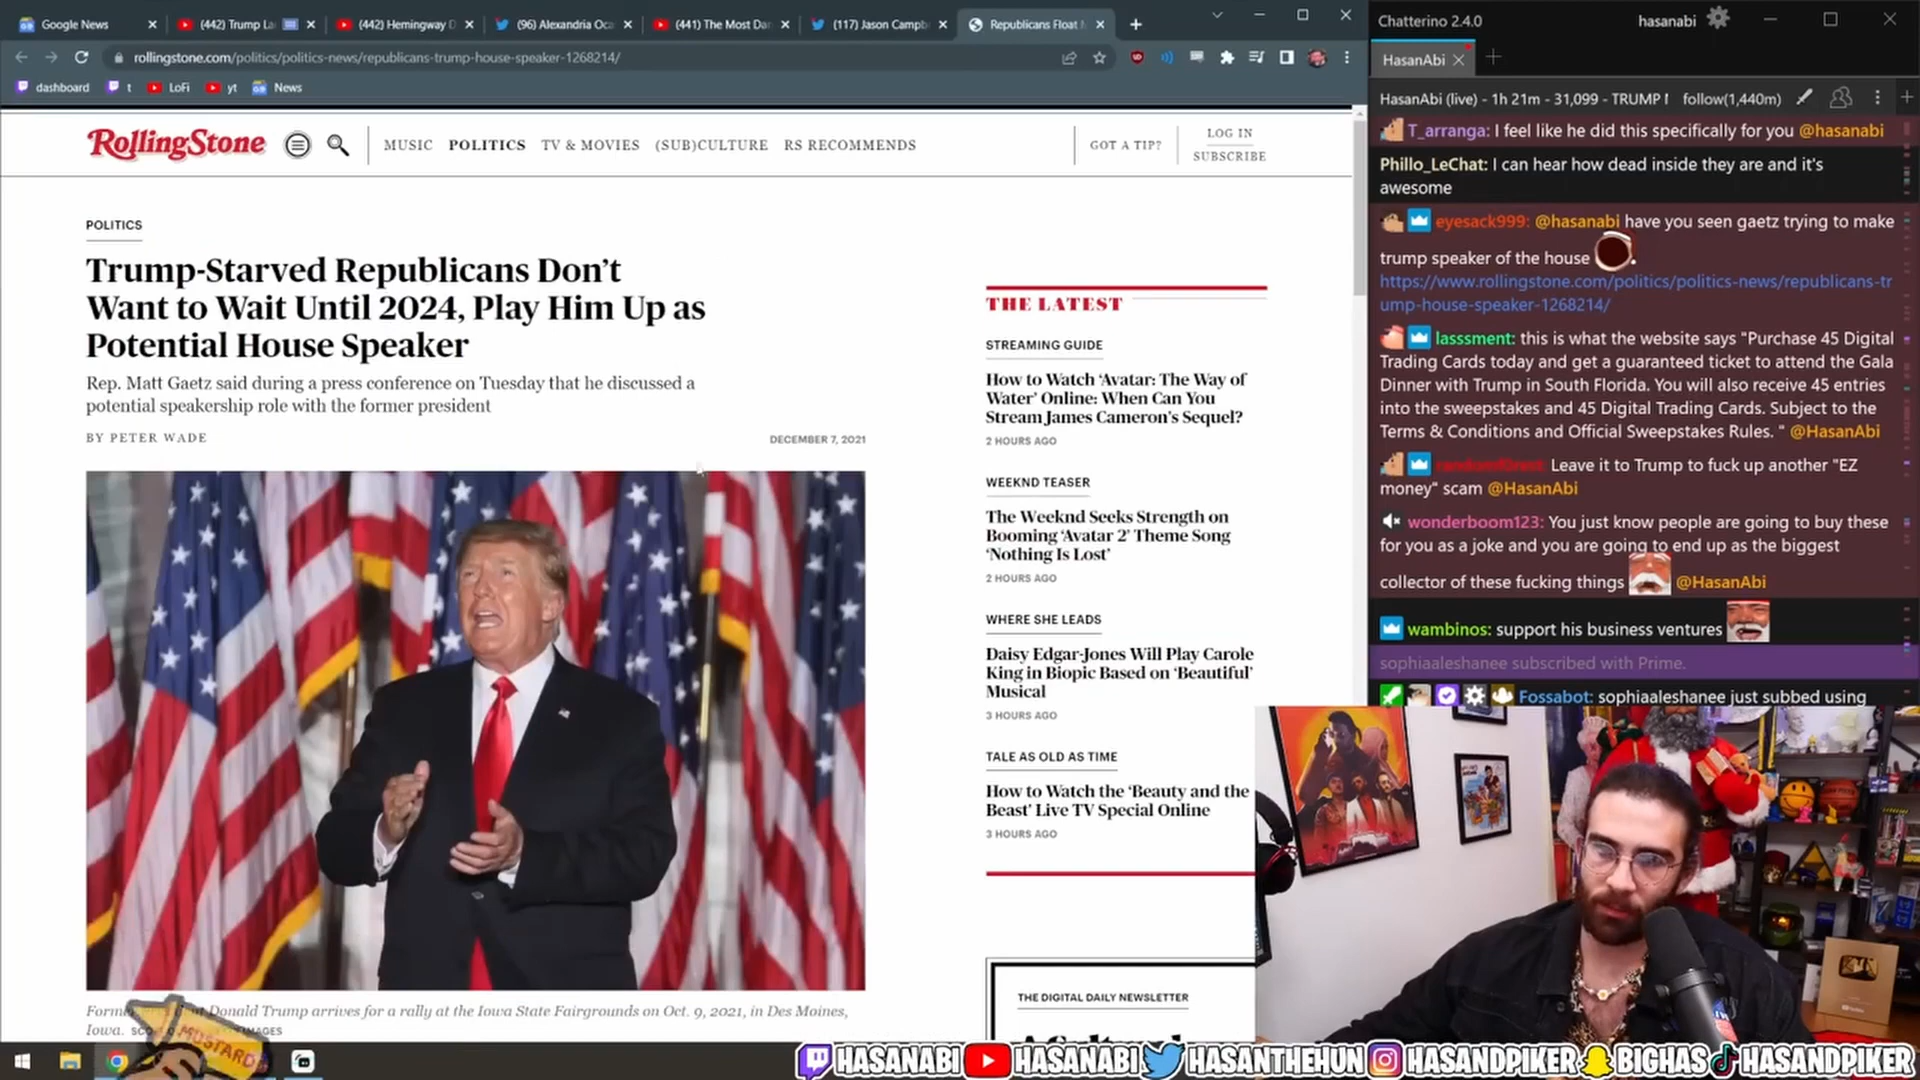 Google News
(442) Trump La
(442) Hemingway D
(96) Alexandria Oca
(441) The Most Dar
(117) Jason Campb
Republicans Float
rollingstone.com/politics/politics-news/republicans-trump-house-speaker-1268214/
dashboard
t
LoFi
yt
News
RollingStone
MUSIC POLITICS TV & MOVIES (SUB)CULTURE RS RECOMMENDS
GOT A TIP?
LOG IN
SUBSCRIBE
POLITICS
Trump-Starved Republicans Don't
Want to Wait Until 2024, Play Him Up as
Potential House Speaker
Rep. Matt Gaetz said during a press conference on Tuesday that he discussed a
potential speakership role with the former president
BY PETER WADE
DECEMBER 7, 2021
Donald Trump arrives for a rally at the Iowa State Fairgrounds on Oct. 9, 2021, in Des Moines,
Iowa.
MUSTARD
THE LATEST
STREAMING GUIDE
How to Watch 'Avatar: The Way of
Water' Online: When Can You
Stream James Cameron's Sequel?
2 HOURS AGO
WEEKND TEASER
The Weeknd Seeks Strength on
Booming 'Avatar 2' Theme Song
'Nothing Is Lost'
2 HOURS AGO
WHERE SHE LEADS
Daisy Edgar-Jones Will Play Carole
King in Biopic Based on 'Beautiful'
Musical
3 HOURS AGO
TALE AS OLD AS TIME
How to Watch the 'Beauty and the
Beast' Live TV Special Online
3 HOURS AGO
THE DIGITAL DAILY NEWSLETTER
Chatterino 2.4.0
hasanabi
HasanAbi
HasanAbi (live) - 1h 21m - 31,099 - TRUMP
follow(1,440m)
T_arranga: I feel like he did this specifically for you @hasanabi
Phillo_LeChat: I can hear how dead inside they are and it's
awesome
eyesack999: @hasanabi have you seen gaetz trying to make
trump speaker of the house
https://www.rollingstone.com/politics/politics-news/republicans-tr
ump-house-speaker-1268214/
lasssment: this is what the website says "Purchase 45 Digital
Trading Cards today and get a guaranteed ticket to attend the Gala
Dinner with Trump in South Florida. You will also receive 45 entries
into the sweepstakes and 45 Digital Trading Cards. Subject to the
Terms & Conditions and Official Sweepstakes Rules. " @HasanAbi
Leave it to Trump to fuck up another "EZ
money" scam @HasanAbi
wonderboom123: You just know people are going to buy these
for you as a joke and you are going to end up as the biggest
collector of these fucking things @HasanAbi
wambinos: support his business ventures
sophiaaleshanee subscribed with Prime.
Fossabot: sophiaaleshanee just subbed using
HASANABI HASANABI HASANTHEHUN HASANDPIKER BIGHAS HASANDPIKER